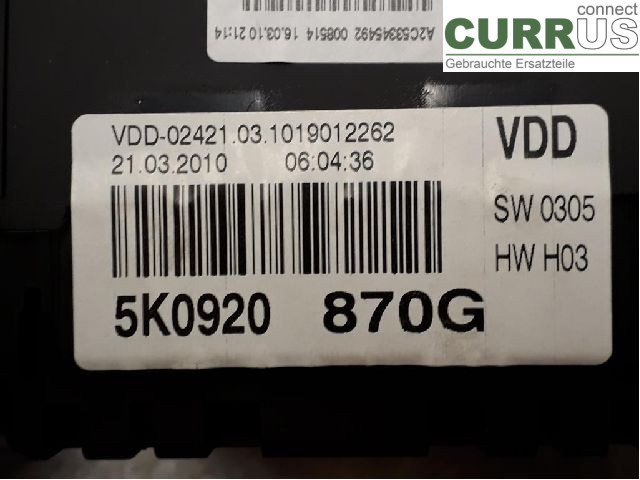 connect
CURRUS
Gebrauchte Ersatzteile
A2C53345492 008514 16.03.10 21:14
VDD-02421.03.1019012262
21.03.2010 06:04:36
VDD
SW 0305
HW H03
5K0920 870G